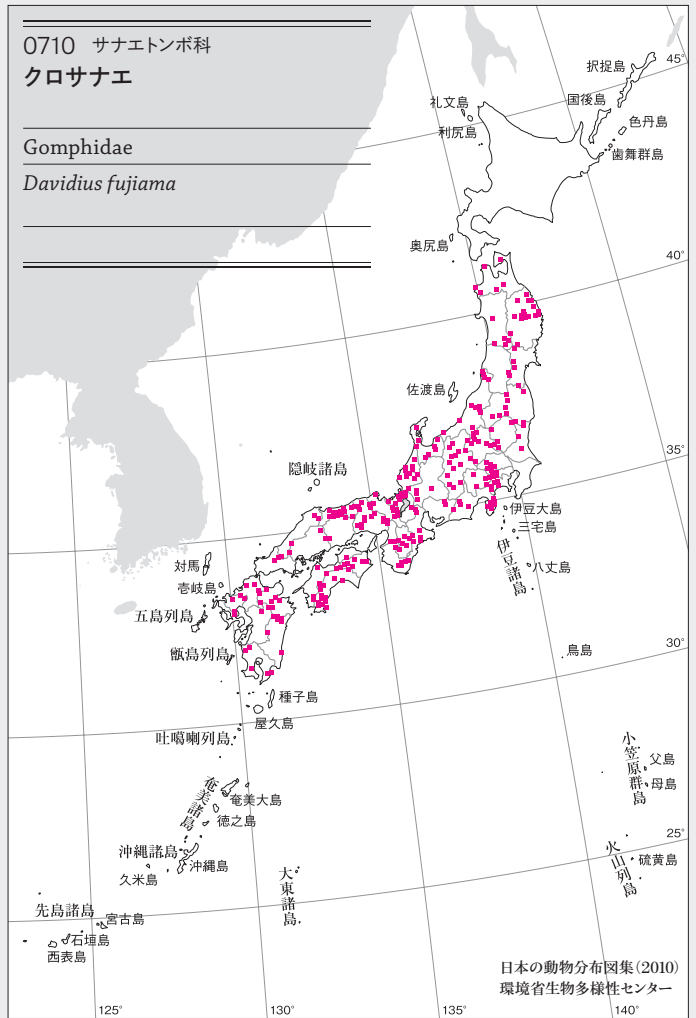 0710 サナエトンボ科
クロサナエ
Gomphidae
Davidius fujiama
択捉島
45°
国後島
礼文島
色丹島
利尻島
歯舞群島
奥尻島
40°
佐渡島
35°
隠岐諸島
伊豆大島
三宅島
伊豆諸島
八丈島
対馬
壱岐島
五島列島
甑島列島
鳥島
30°
種子島
屋久島
吐噶喇列島
小笠原群島
父島
母島
奄美諸島
奄美大島
徳之島
25°
沖縄諸島
沖縄島
久米島
火山列島
硫黄島
大東諸島
先島諸島
宮古島
石垣島
西表島
日本の動物分布図集(2010)
環境省生物多様性センター
125°
130°
135°
140°